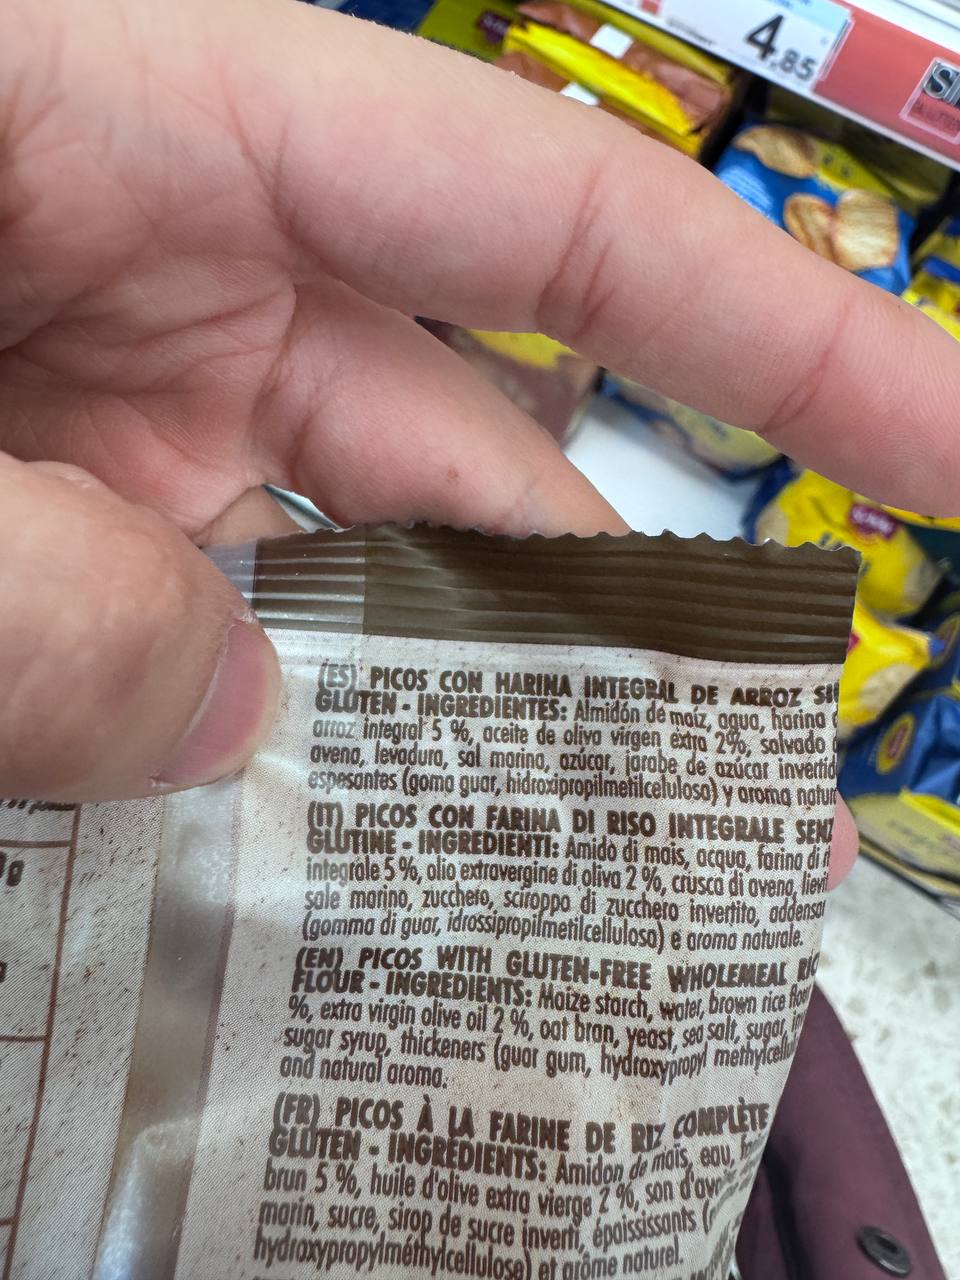 4,85
(ES) PICOS CON HARINA INTEGRAL DE ARROZ
GLUTEN - INGREDIENTES: Almidón de maíz, agua, harina
arroz integral 5 %, aceite de oliva virgen extra 2%, salvado
avena, levadura, sal marina, azúcar, jarabe de azúcar
espesantes (goma guar, hidroxipropilmetilcelulosa) y aroma
(IT) PICOS CON FARINA DI RISO INTEGRALE
GLUTINE - INGREDIENTI: Amido di mais, acqua, farina di
integrale 5 %, olio extravergine di oliva 2 %, crusca di avena,
sale marino, zucchero, sciroppo di zucchero invertito,
(gomma di guar, idrossipropilmetilcellulosa) e aroma naturale.
(EN) PICOS WITH GLUTEN-FREE WHOLEMEAL
FLOUR - INGREDIENTS: Maize starch, water, brown rice flour
%, extra virgin olive oil 2 %, oat bran, yeast, sea salt, sugar,
sugar syrup, thickeners (guar gum, hydroxypropyl
and natural aroma.
(FR) PICOS À LA FARINE DE RIZ COMPLÈTE
GLUTEN - INGRÉDIENTS: Amidon de maïs, eau,
brun 5 %, huile d'olive extra vierge 2 %, son
marin, sucre, sirop de sucre inverti, épaississants
hydroxypropylméthylcellulose) et arôme naturel.